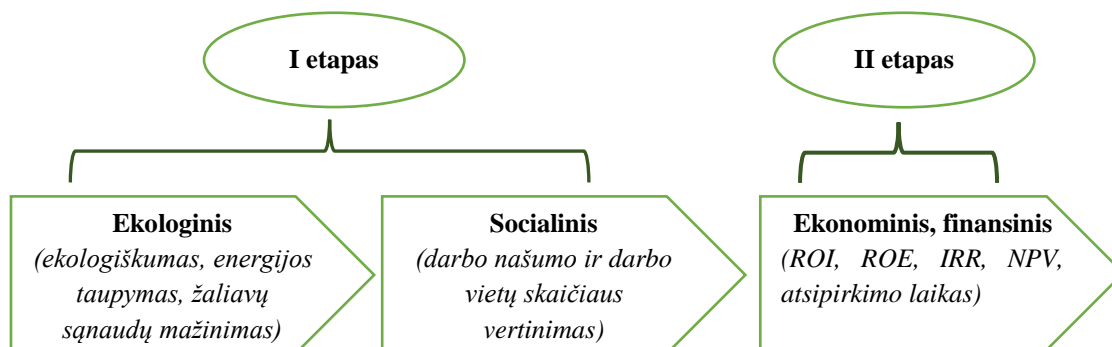 I etapas
II etapas
Ekologinis
(ekologiškumas, energijos
taupymas, žaliavų
sąnaudų mažinimas)
Socialinis
(darbo našumo ir darbo
vietų skaičiaus
vertinimas)
Ekonominis, finansinis
(ROI, ROE, IRR, NPV,
atsipirkimo laikas)